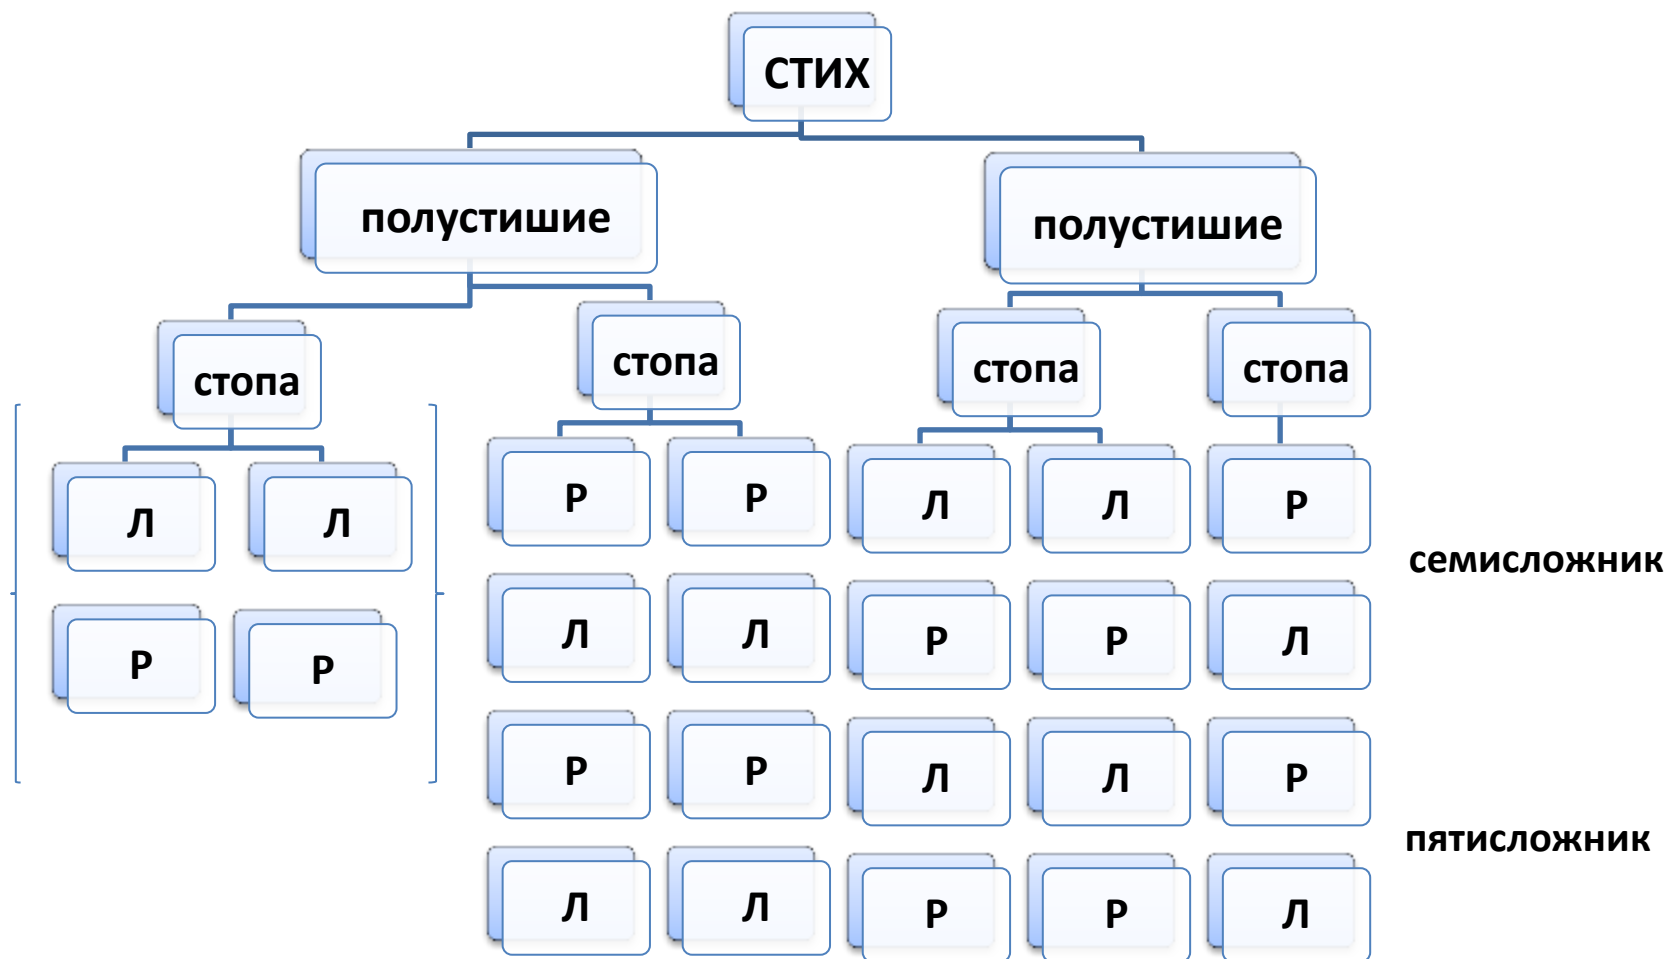 СТИХ
полустишие полустишие
стопа стопа стопа стопа
Л Л Р Р Л Л Р
семисложник
Р Р Л Л Р Р Л
Р Р Л Л Р
пятисложник
Л Л Р Р Л